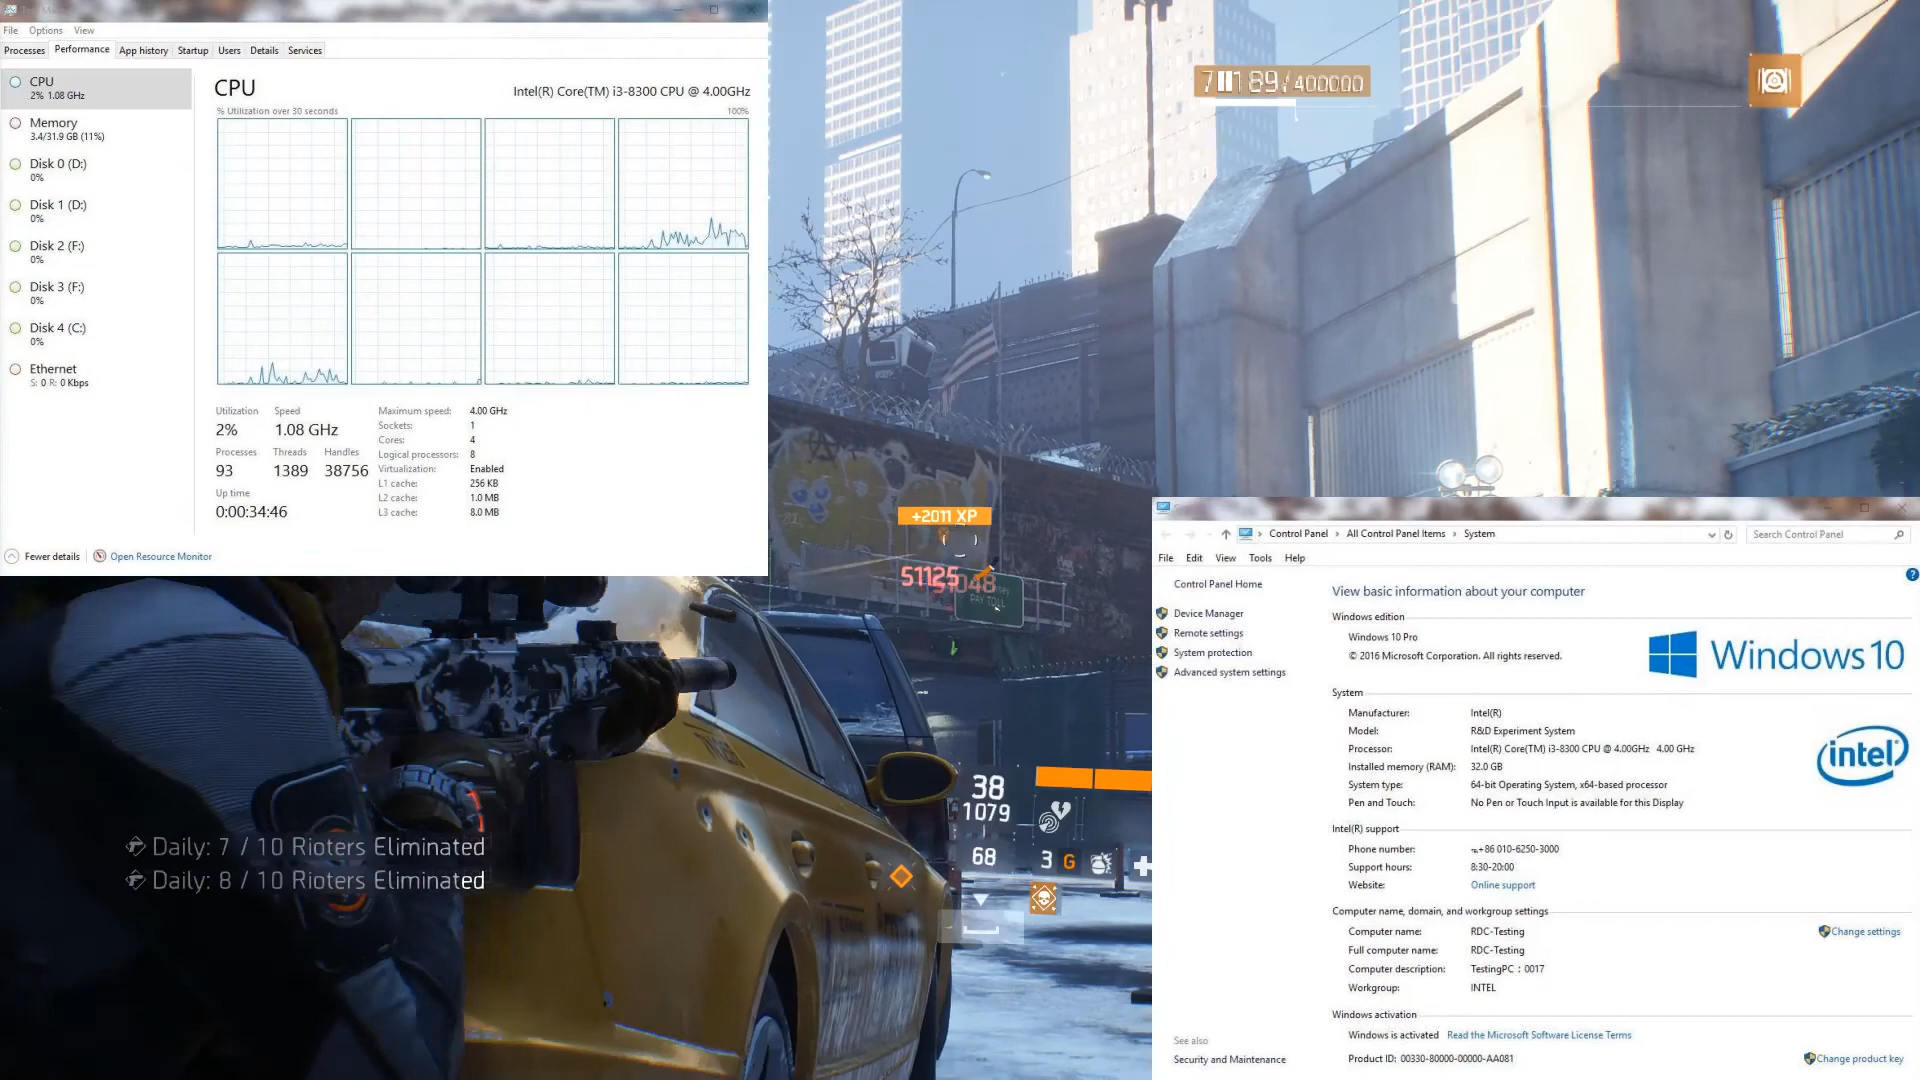 File Options View
Processes Performance App history Startup Users Details Services
CPU
2% 1.08 GHz
Memory
3.4/31.9 GB (11%)
Disk 0 (D:)
0%
Disk 1 (D:)
0%
Disk 2 (F:)
0%
Disk 3 (F:)
0%
Disk 4 (C:)
0%
Ethernet
S: 0 R: 0 Kbps
CPU
Intel(R) Core(TM) i3-8300 CPU @ 4.00GHz
% Utilization over 30 seconds 100%
Utilization Speed
2% 1.08 GHz
Processes Threads Handles
93 1389 38756
Up time
0:00:34:46
Maximum speed: 4.00 GHz
Sockets: 1
Cores: 4
Logical processors: 8
Virtualization: Enabled
L1 cache: 256 KB
L2 cache: 1.0 MB
L3 cache: 8.0 MB
Fewer details Open Resource Monitor
/400000
+2011 XP
51125
PAY TOLL
Daily: 7 / 10 Rioters Eliminated
Daily: 8 / 10 Rioters Eliminated
38
1079
68
3 G
Control Panel All Control Panel Items System
Search Control Panel
File Edit View Tools Help
Control Panel Home
Device Manager
Remote settings
System protection
Advanced system settings
See also
Security and Maintenance
View basic information about your computer
Windows edition
Windows 10 Pro
© 2016 Microsoft Corporation. All rights reserved.
Windows 10
System
Manufacturer: Intel(R)
Model: R&D Experiment System
Processor: Intel(R) Core(TM) i3-8300 CPU @ 4.00GHz 4.00 GHz
Installed memory (RAM): 32.0 GB
System type: 64-bit Operating System, x64-based processor
Pen and Touch: No Pen or Touch Input is available for this Display
intel
Intel(R) support
Phone number: +86 010-6250-3000
Support hours: 8:30-20:00
Website: Online support
Computer name, domain, and workgroup settings
Computer name: RDC-Testing
Change settings
Full computer name: RDC-Testing
Computer description: TestingPC：0017
Workgroup: INTEL
Windows activation
Windows is activated Read the Microsoft Software License Terms
Product ID: 00330-80000-00000-AA081
Change product key